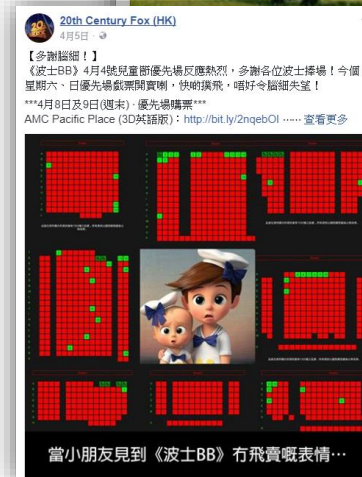 20th Century Fox (HK)
4月5日
【多謝腦細！】
《波士BB》4月4號兒童節優先場反應熱烈，多謝各位波士捧場！今個
星期六、日優先場戲票開賣喇，快啲撲飛，唔好令腦細失望！
***4月8日及9日(週末)‧優先場購票***
AMC Pacific Place (3D英語版)：http://bit.ly/2nqebOI ...... 查看更多
當小朋友見到《波士BB》冇飛賣嘅表情…